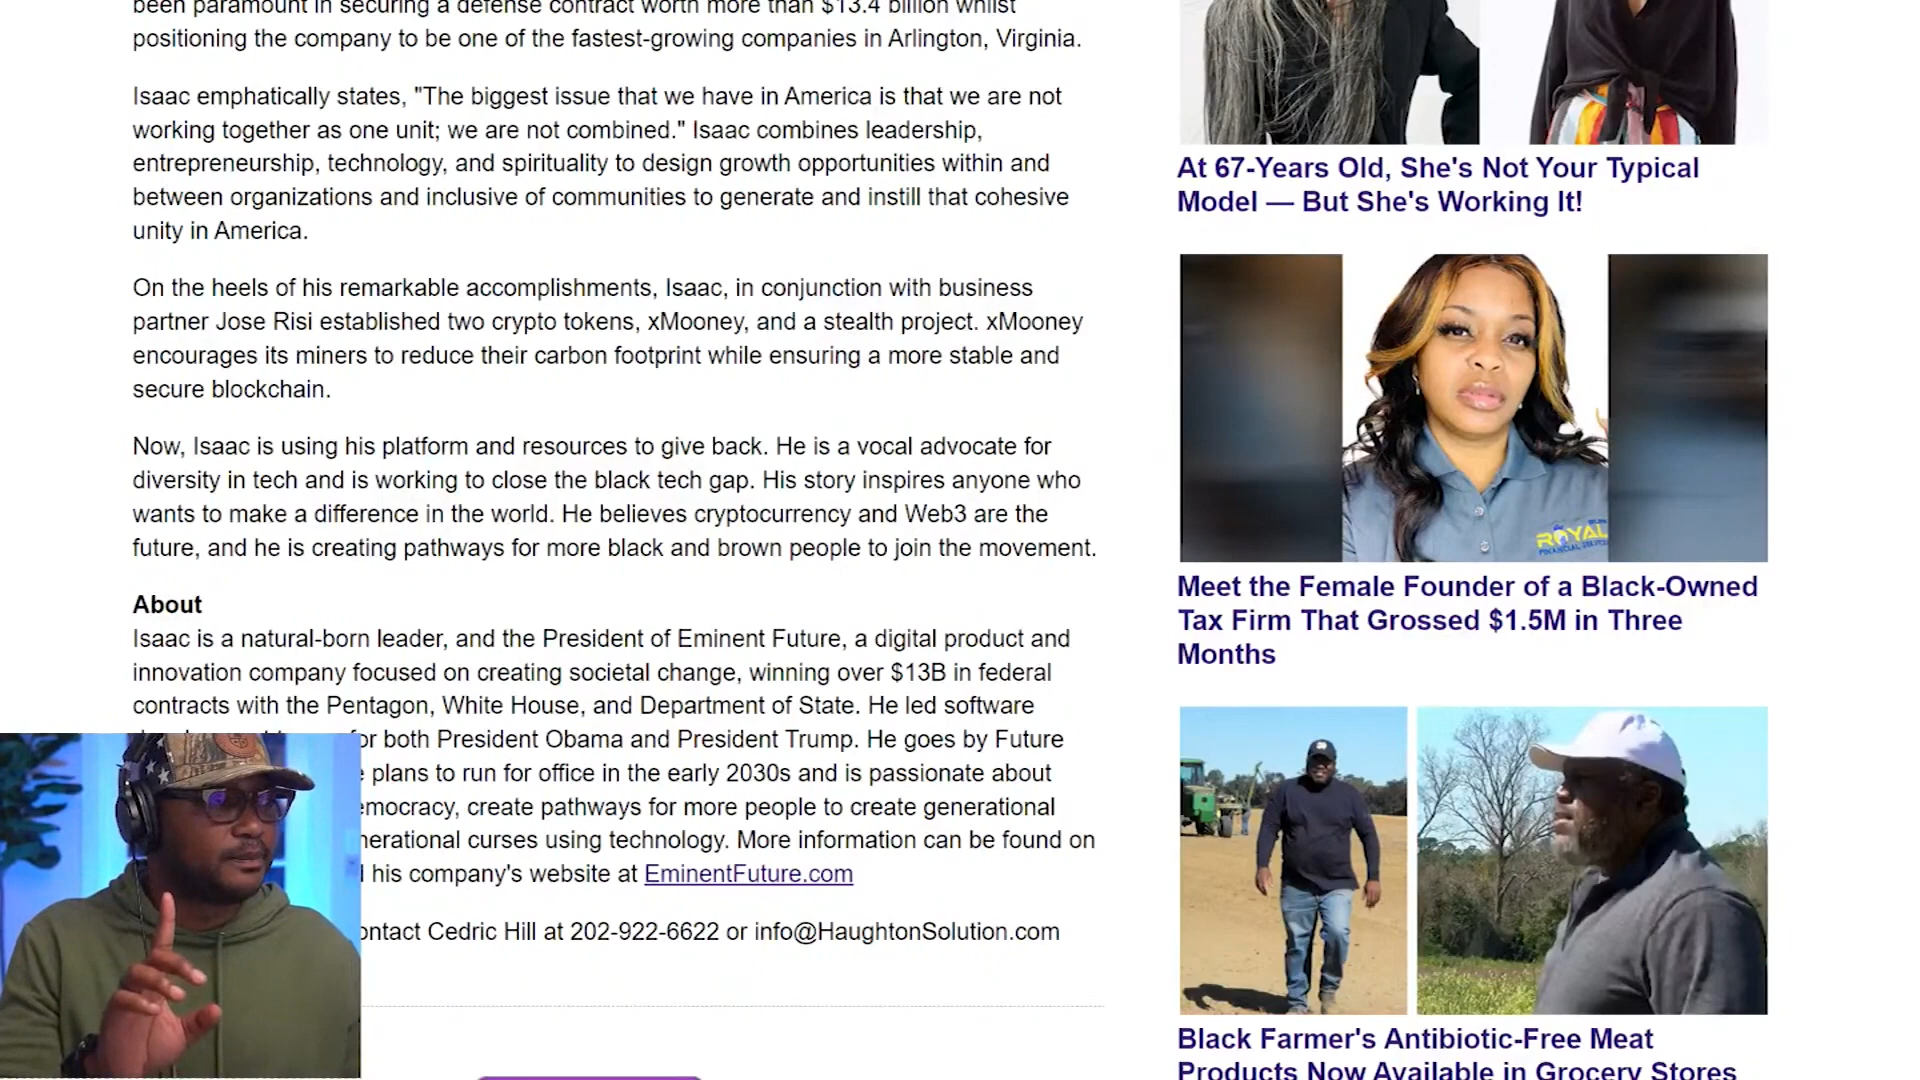 been paramount in securing a defense contract worth more than $13.4 billion whilst
positioning the company to be one of the fastest-growing companies in Arlington, Virginia.
Isaac emphatically states, "The biggest issue that we have in America is that we are not
working together as one unit; we are not combined." Isaac combines leadership,
entrepreneurship, technology, and spirituality to design growth opportunities within and
between organizations and inclusive of communities to generate and instill that cohesive
unity in America.
On the heels of his remarkable accomplishments, Isaac, in conjunction with business
partner Jose Risi established two crypto tokens, xMooney, and a stealth project. xMooney
encourages its miners to reduce their carbon footprint while ensuring a more stable and
secure blockchain.
Now, Isaac is using his platform and resources to give back. He is a vocal advocate for
diversity in tech and is working to close the black tech gap. His story inspires anyone who
wants to make a difference in the world. He believes cryptocurrency and Web3 are the
future, and he is creating pathways for more black and brown people to join the movement.
About
Isaac is a natural-born leader, and the President of Eminent Future, a digital product and
innovation company focused on creating societal change, winning over $13B in federal
contracts with the Pentagon, White House, and Department of State. He led software
for both President Obama and President Trump. He goes by Future
plans to run for office in the early 2030s and is passionate about
emocracy, create pathways for more people to create generational
nerational curses using technology. More information can be found on
his company's website at EminentFuture.com
ontact Cedric Hill at 202-922-6622 or info@HaughtonSolution.com
At 67-Years Old, She's Not Your Typical
Model — But She's Working It!
ROYAL
FINANCIAL
Meet the Female Founder of a Black-Owned
Tax Firm That Grossed $1.5M in Three
Months
Black Farmer's Antibiotic-Free Meat
Products Now Available in Grocery Stores